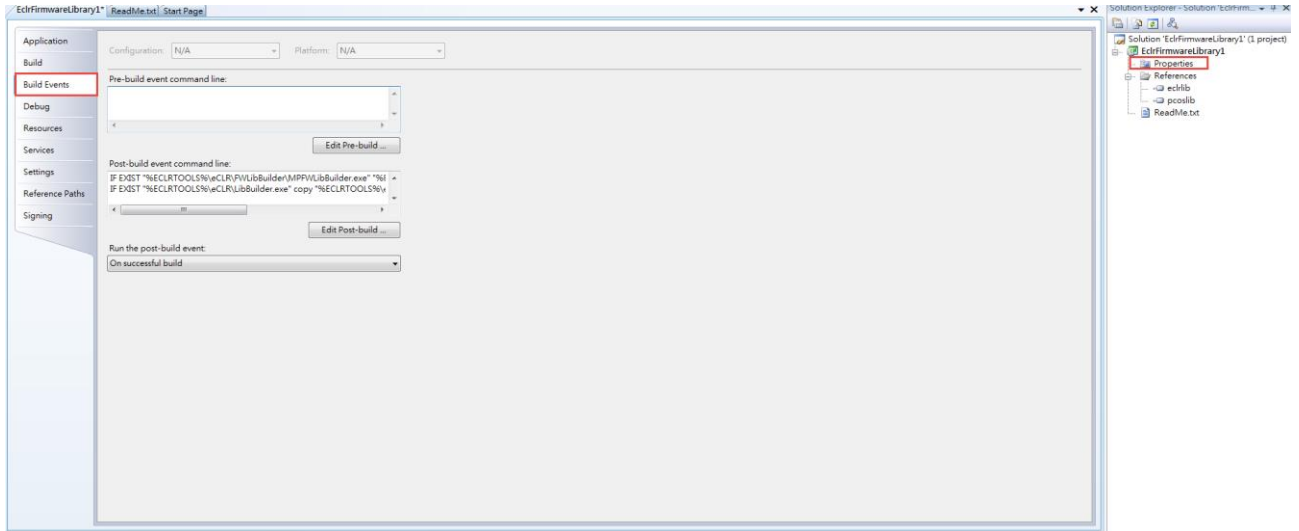 EclrFirmwareLibrary1* ReadMe.txt Start Page
Application
Build
Build Events
Debug
Resources
Services
Settings
Reference Paths
Signing
Configuration: N/A Platform: N/A
Pre-build event command line:
Edit Pre-build ...
Post-build event command line:
IF EXIST "%ECLRTOOLS%\eCLR\FWLibBuilder\MPFWLibBuilder.exe"
IF EXIST "%ECLRTOOLS%\eCLR\LibBuilder.exe" copy "%ECLRTOOLS%\
Edit Post-build ...
Run the post-build event:
On successful build
Solution Explorer - Solution 'EclrFirm...
Solution 'EclrFirmwareLibrary1' (1 project)
EclrFirmwareLibrary1
Properties
References
eclrlib
pcoslib
ReadMe.txt